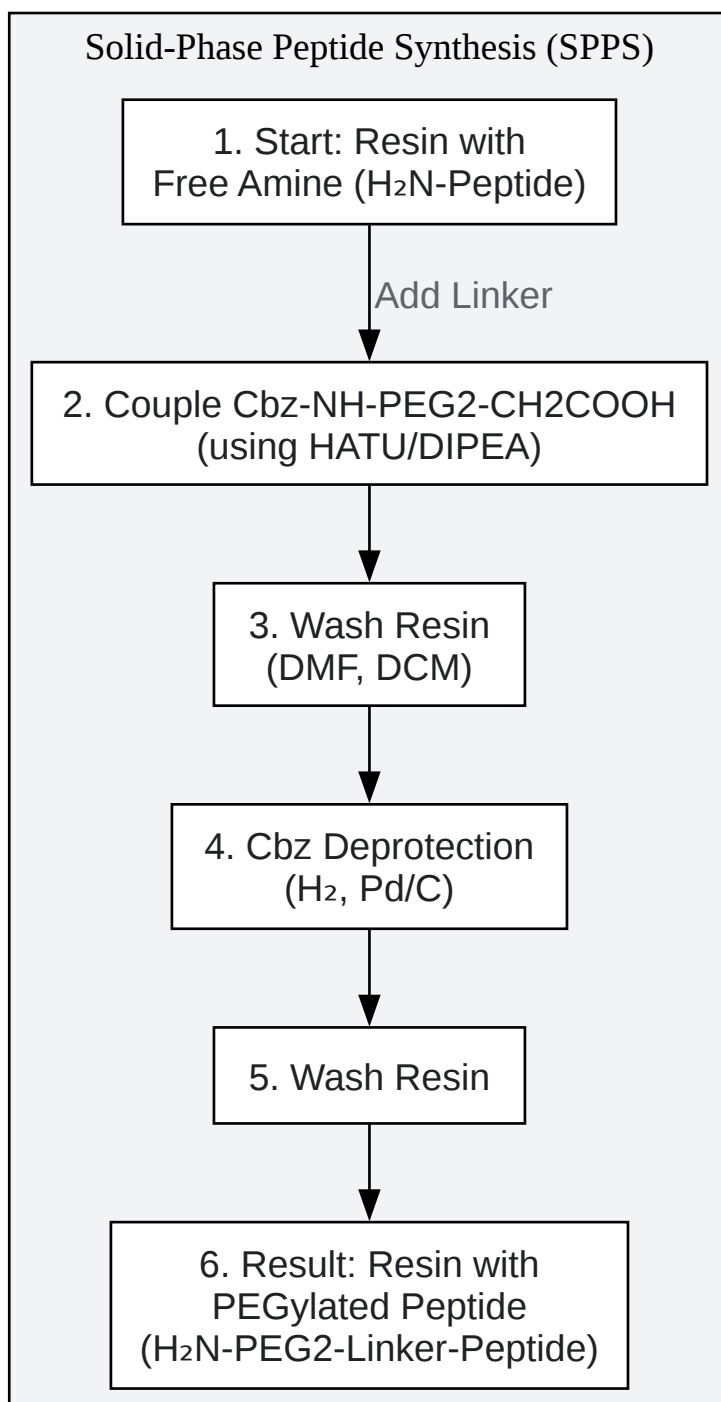 Solid-Phase Peptide Synthesis (SPPS)
1. Start: Resin with
Free Amine (H₂N-Peptide)
Add Linker
2. Couple Cbz-NH-PEG2-CH2COOH
(using HATU/DIPEA)
3. Wash Resin
(DMF, DCM)
4. Cbz Deprotection
(H₂, Pd/C)
5. Wash Resin
6. Result: Resin with
PEGylated Peptide
(H₂N-PEG2-Linker-Peptide)